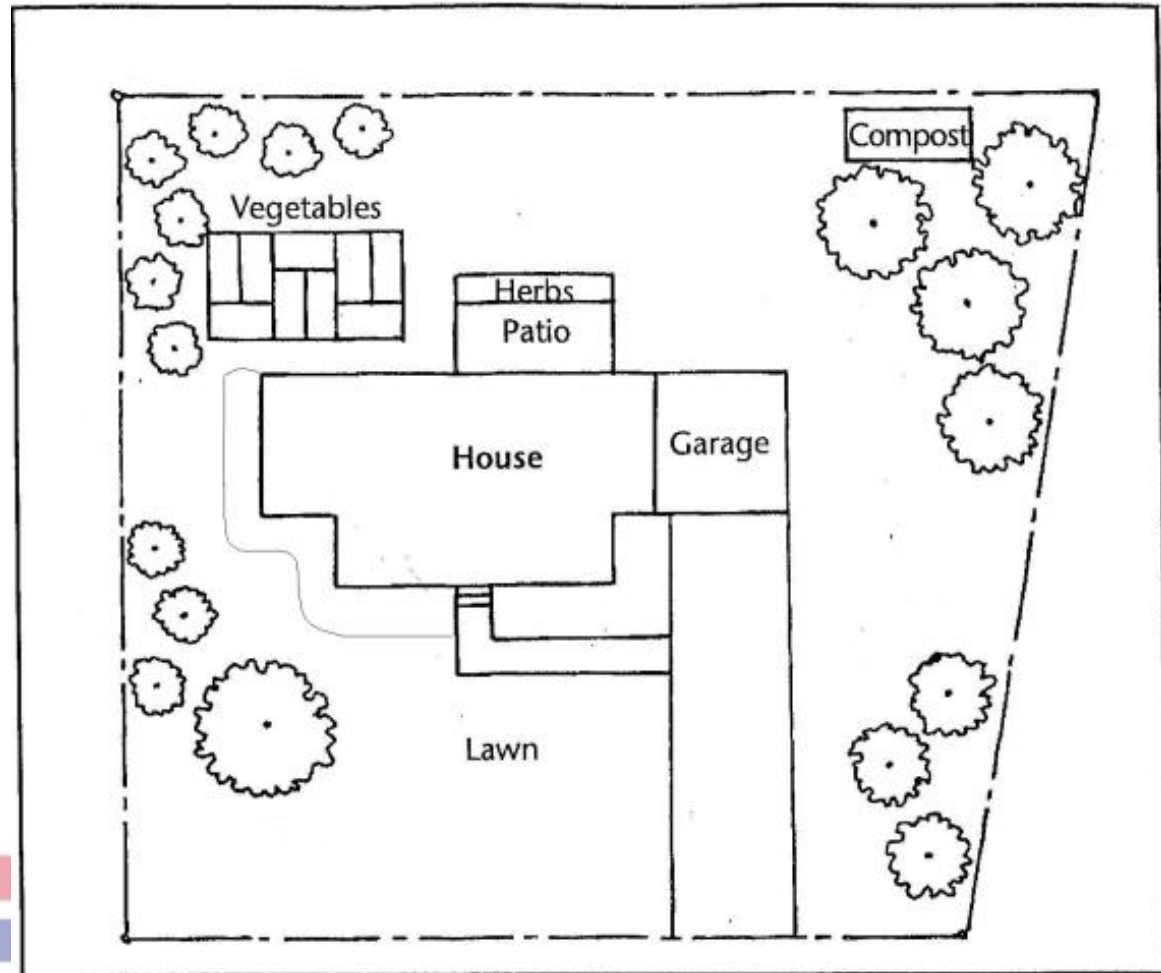 Compost
Vegetables
Herbs
Patio
House
Garage
Lawn